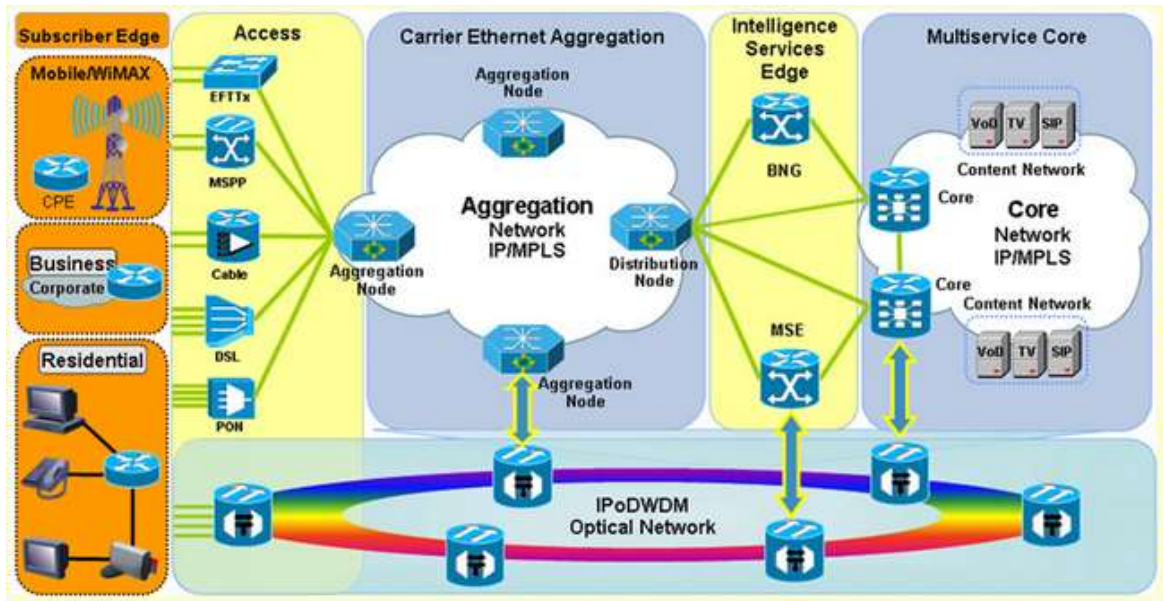 Subscriber Edge
Mobile/WiMAX
CPE
Business
Corporate
Residential
Access
EFTTx
MSPP
Cable
DSL
PON
Carrier Ethernet Aggregation
Aggregation
Node
Aggregation
Node
Aggregation
Network
IP/MPLS
Distribution
Node
Aggregation
Node
Intelligence
Services
Edge
BNG
MSE
Multiservice Core
VoD
TV
SIP
Content Network
Core
Core
Network
IP/MPLS
Core
Content Network
VoD
TV
SIP
IPoDWDM
Optical Network